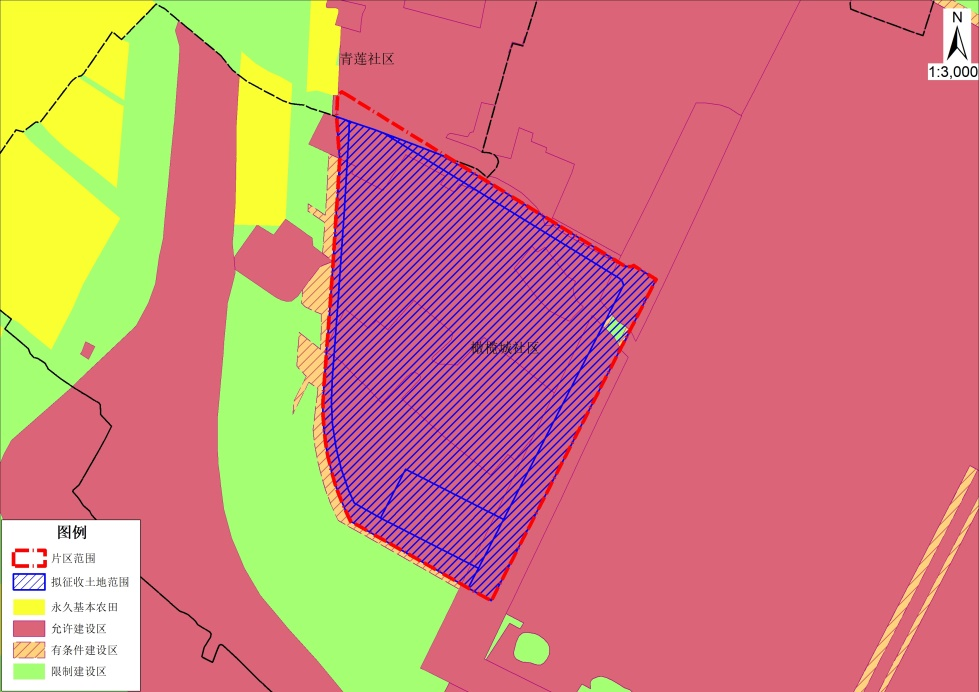 N
1:3,000
青莲社区
橄榄城社区
图例
片区范围
拟征收土地范围
永久基本农田
允许建设区
有条件建设区
限制建设区